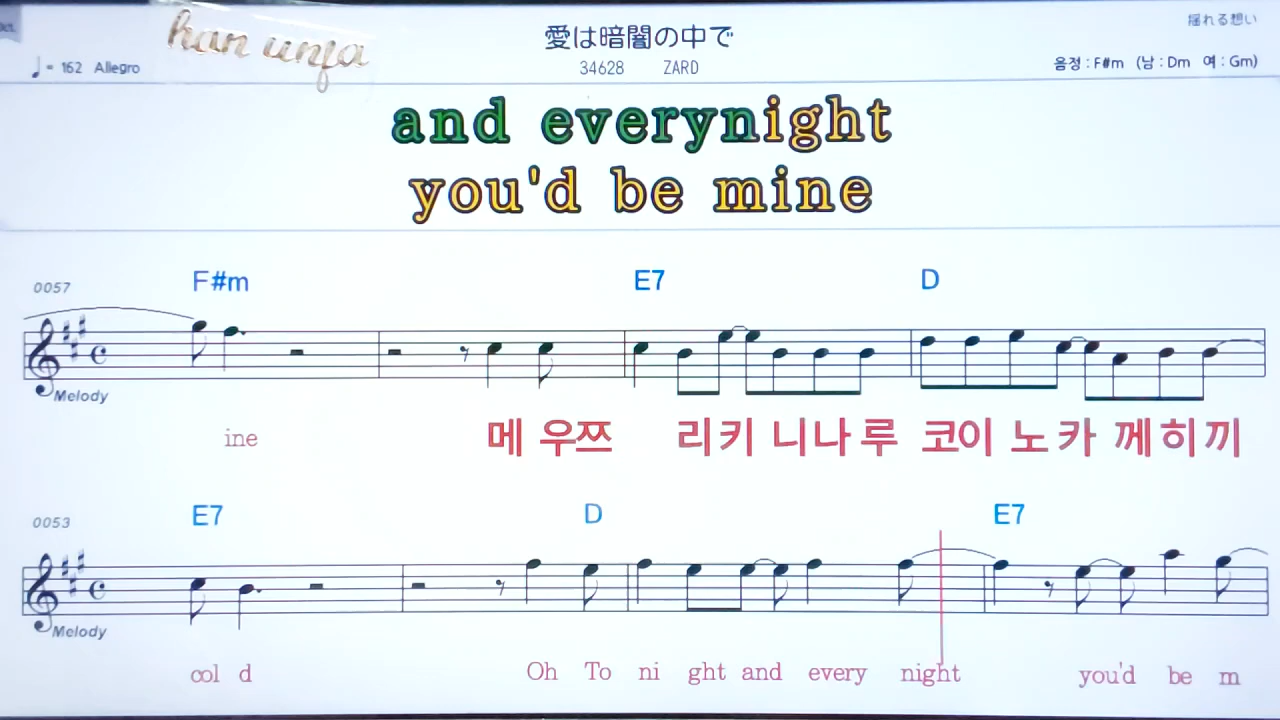 han unfa
愛は暗闇の中で
揺れる想い
♩= 162 Allegro
34628 ZARD
음정 : F#m (남 : Dm 여 : Gm)
and everynight
you'd be mine
0057 F#m E7 D
Melody
ine 메 우쯔 리키 니나 루 코이 노 카 께 히 끼
0053 E7 D E7
Melody
col d Oh To ni ght and every night you'd be m